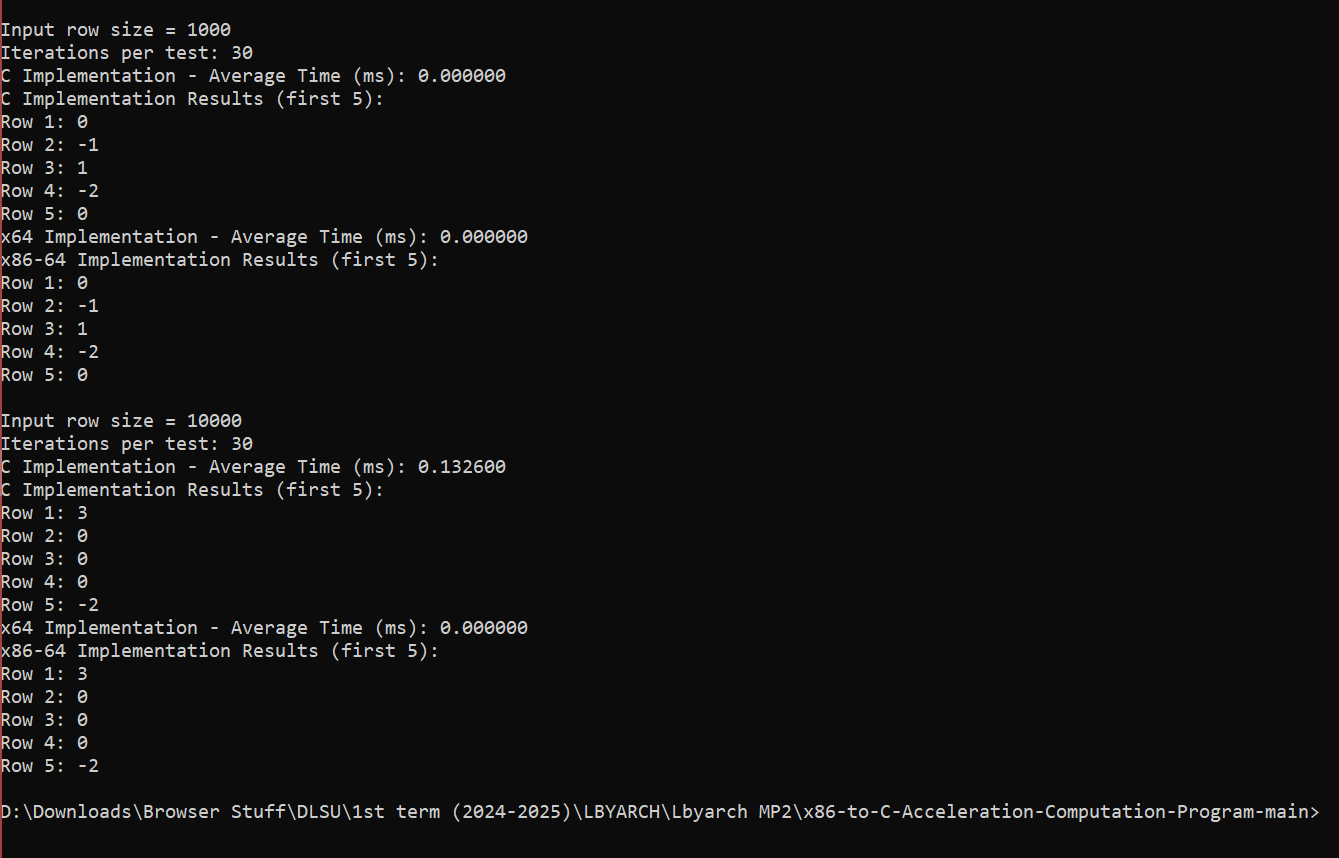 Input row size = 1000
Iterations per test: 30
C Implementation - Average Time (ms): 0.000000
C Implementation Results (first 5):
Row 1: 0
Row 2: -1
Row 3: 1
Row 4: -2
Row 5: 0
x64 Implementation - Average Time (ms): 0.000000
x86-64 Implementation Results (first 5):
Row 1: 0
Row 2: -1
Row 3: 1
Row 4: -2
Row 5: 0
Input row size = 10000
Iterations per test: 30
C Implementation - Average Time (ms): 0.132600
C Implementation Results (first 5):
Row 1: 3
Row 2: 0
Row 3: 0
Row 4: 0
Row 5: -2
x64 Implementation - Average Time (ms): 0.000000
x86-64 Implementation Results (first 5):
Row 1: 3
Row 2: 0
Row 3: 0
Row 4: 0
Row 5: -2
D:\Downloads\Browser Stuff\DLSU\1st term (2024-2025)\LBYARCH\Lbyarch MP2\x86-to-C-Acceleration-Computation-Program-main>